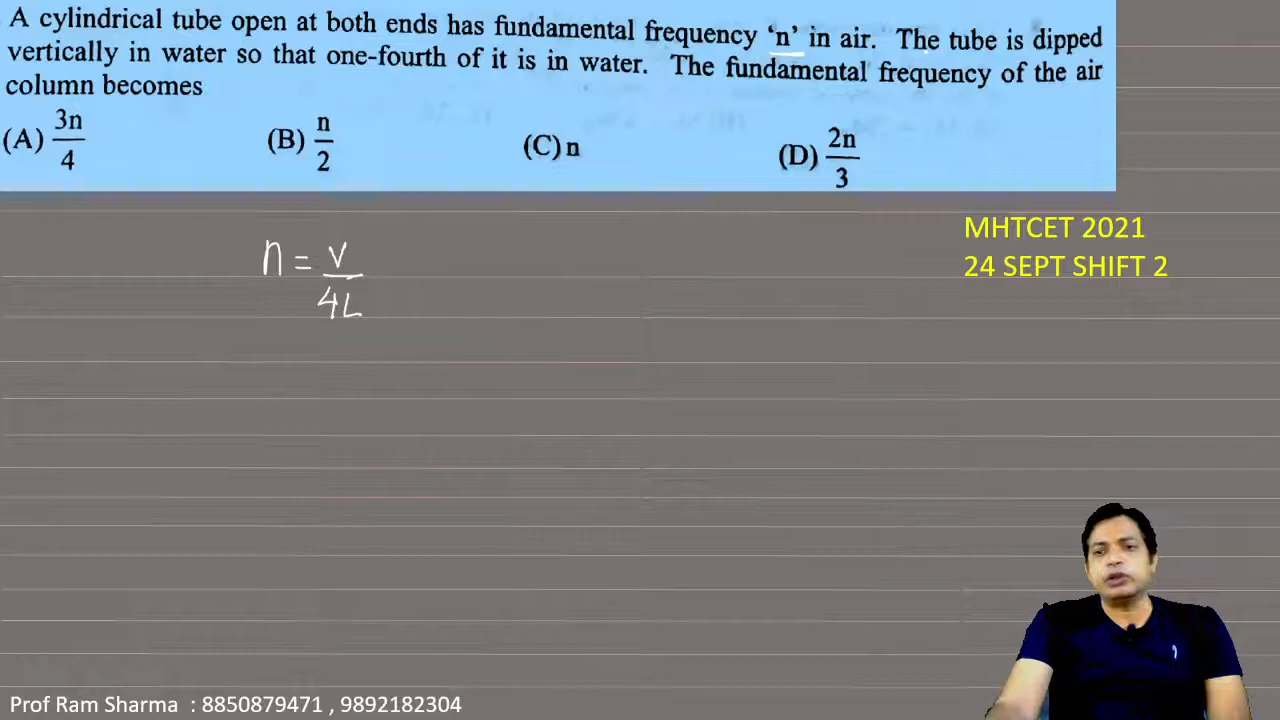 A cylindrical tube open at both ends has fundamental frequency ‘n’ in air. The tube is dipped
vertically in water so that one-fourth of it is in water. The fundamental frequency of the air
column becomes
(A) 3n/4 (B) n/2 (C) n (D) 2n/3
MHTCET 2021
24 SEPT SHIFT 2
n = v/4L
Prof Ram Sharma : 8850879471 , 9892182304